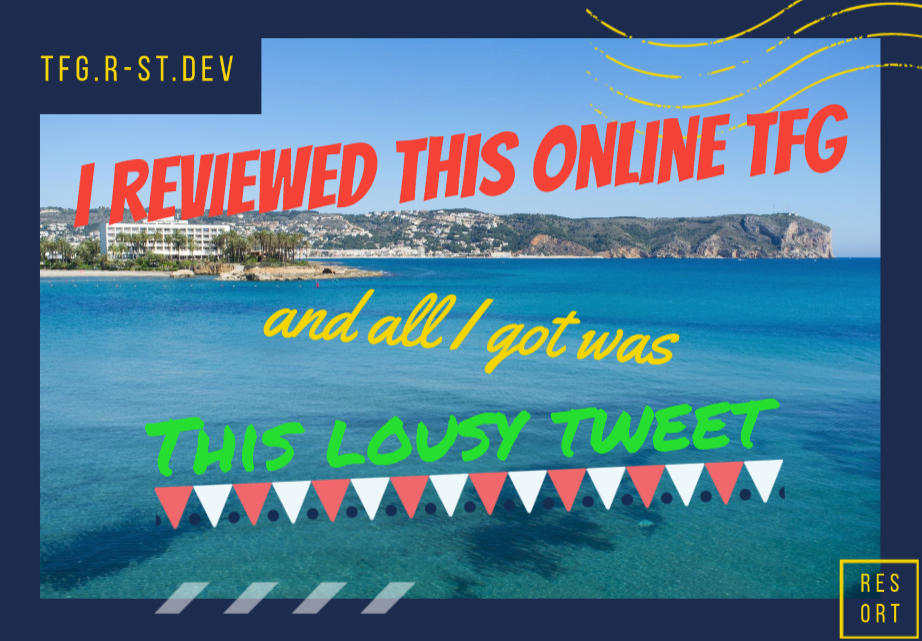 TFG.R-ST.DEV
I REVIEWED THIS ONLINE TFG
and all I got was
THIS LOUSY TWEET
RES
ORT